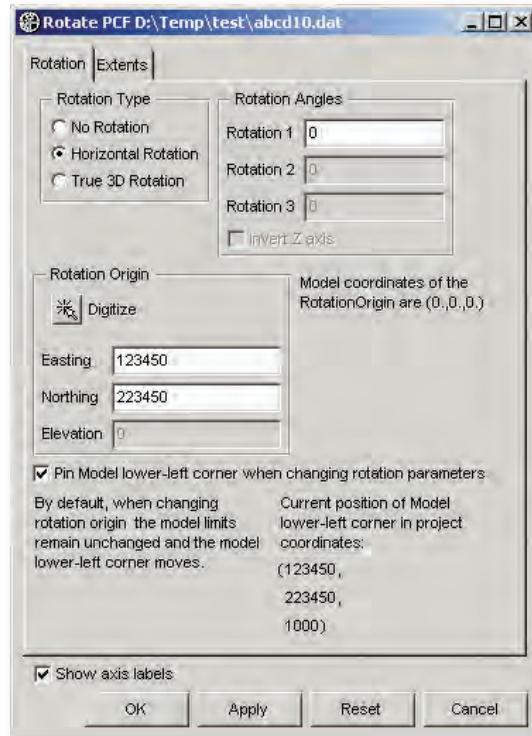 Rotate PCF D:\Temp\test\abcd10.dat
Rotation
Extents
Rotation Type
No Rotation
Horizontal Rotation
True 3D Rotation
Rotation Angles
Rotation 1 0
Rotation 2 0
Rotation 3 0
Invert Z axis
Rotation Origin
Digitize
Easting 123450
Northing 223450
Elevation 0
Model coordinates of the
RotationOrigin are (0.,0.,0.)
Pin Model lower-left corner when changing rotation parameters
By default, when changing
rotation origin the model limits
remain unchanged and the model
lower-left corner moves.
Current position of Model
lower-left corner in project
coordinates:
(123450,
223450,
1000)
Show axis labels
OK
Apply
Reset
Cancel